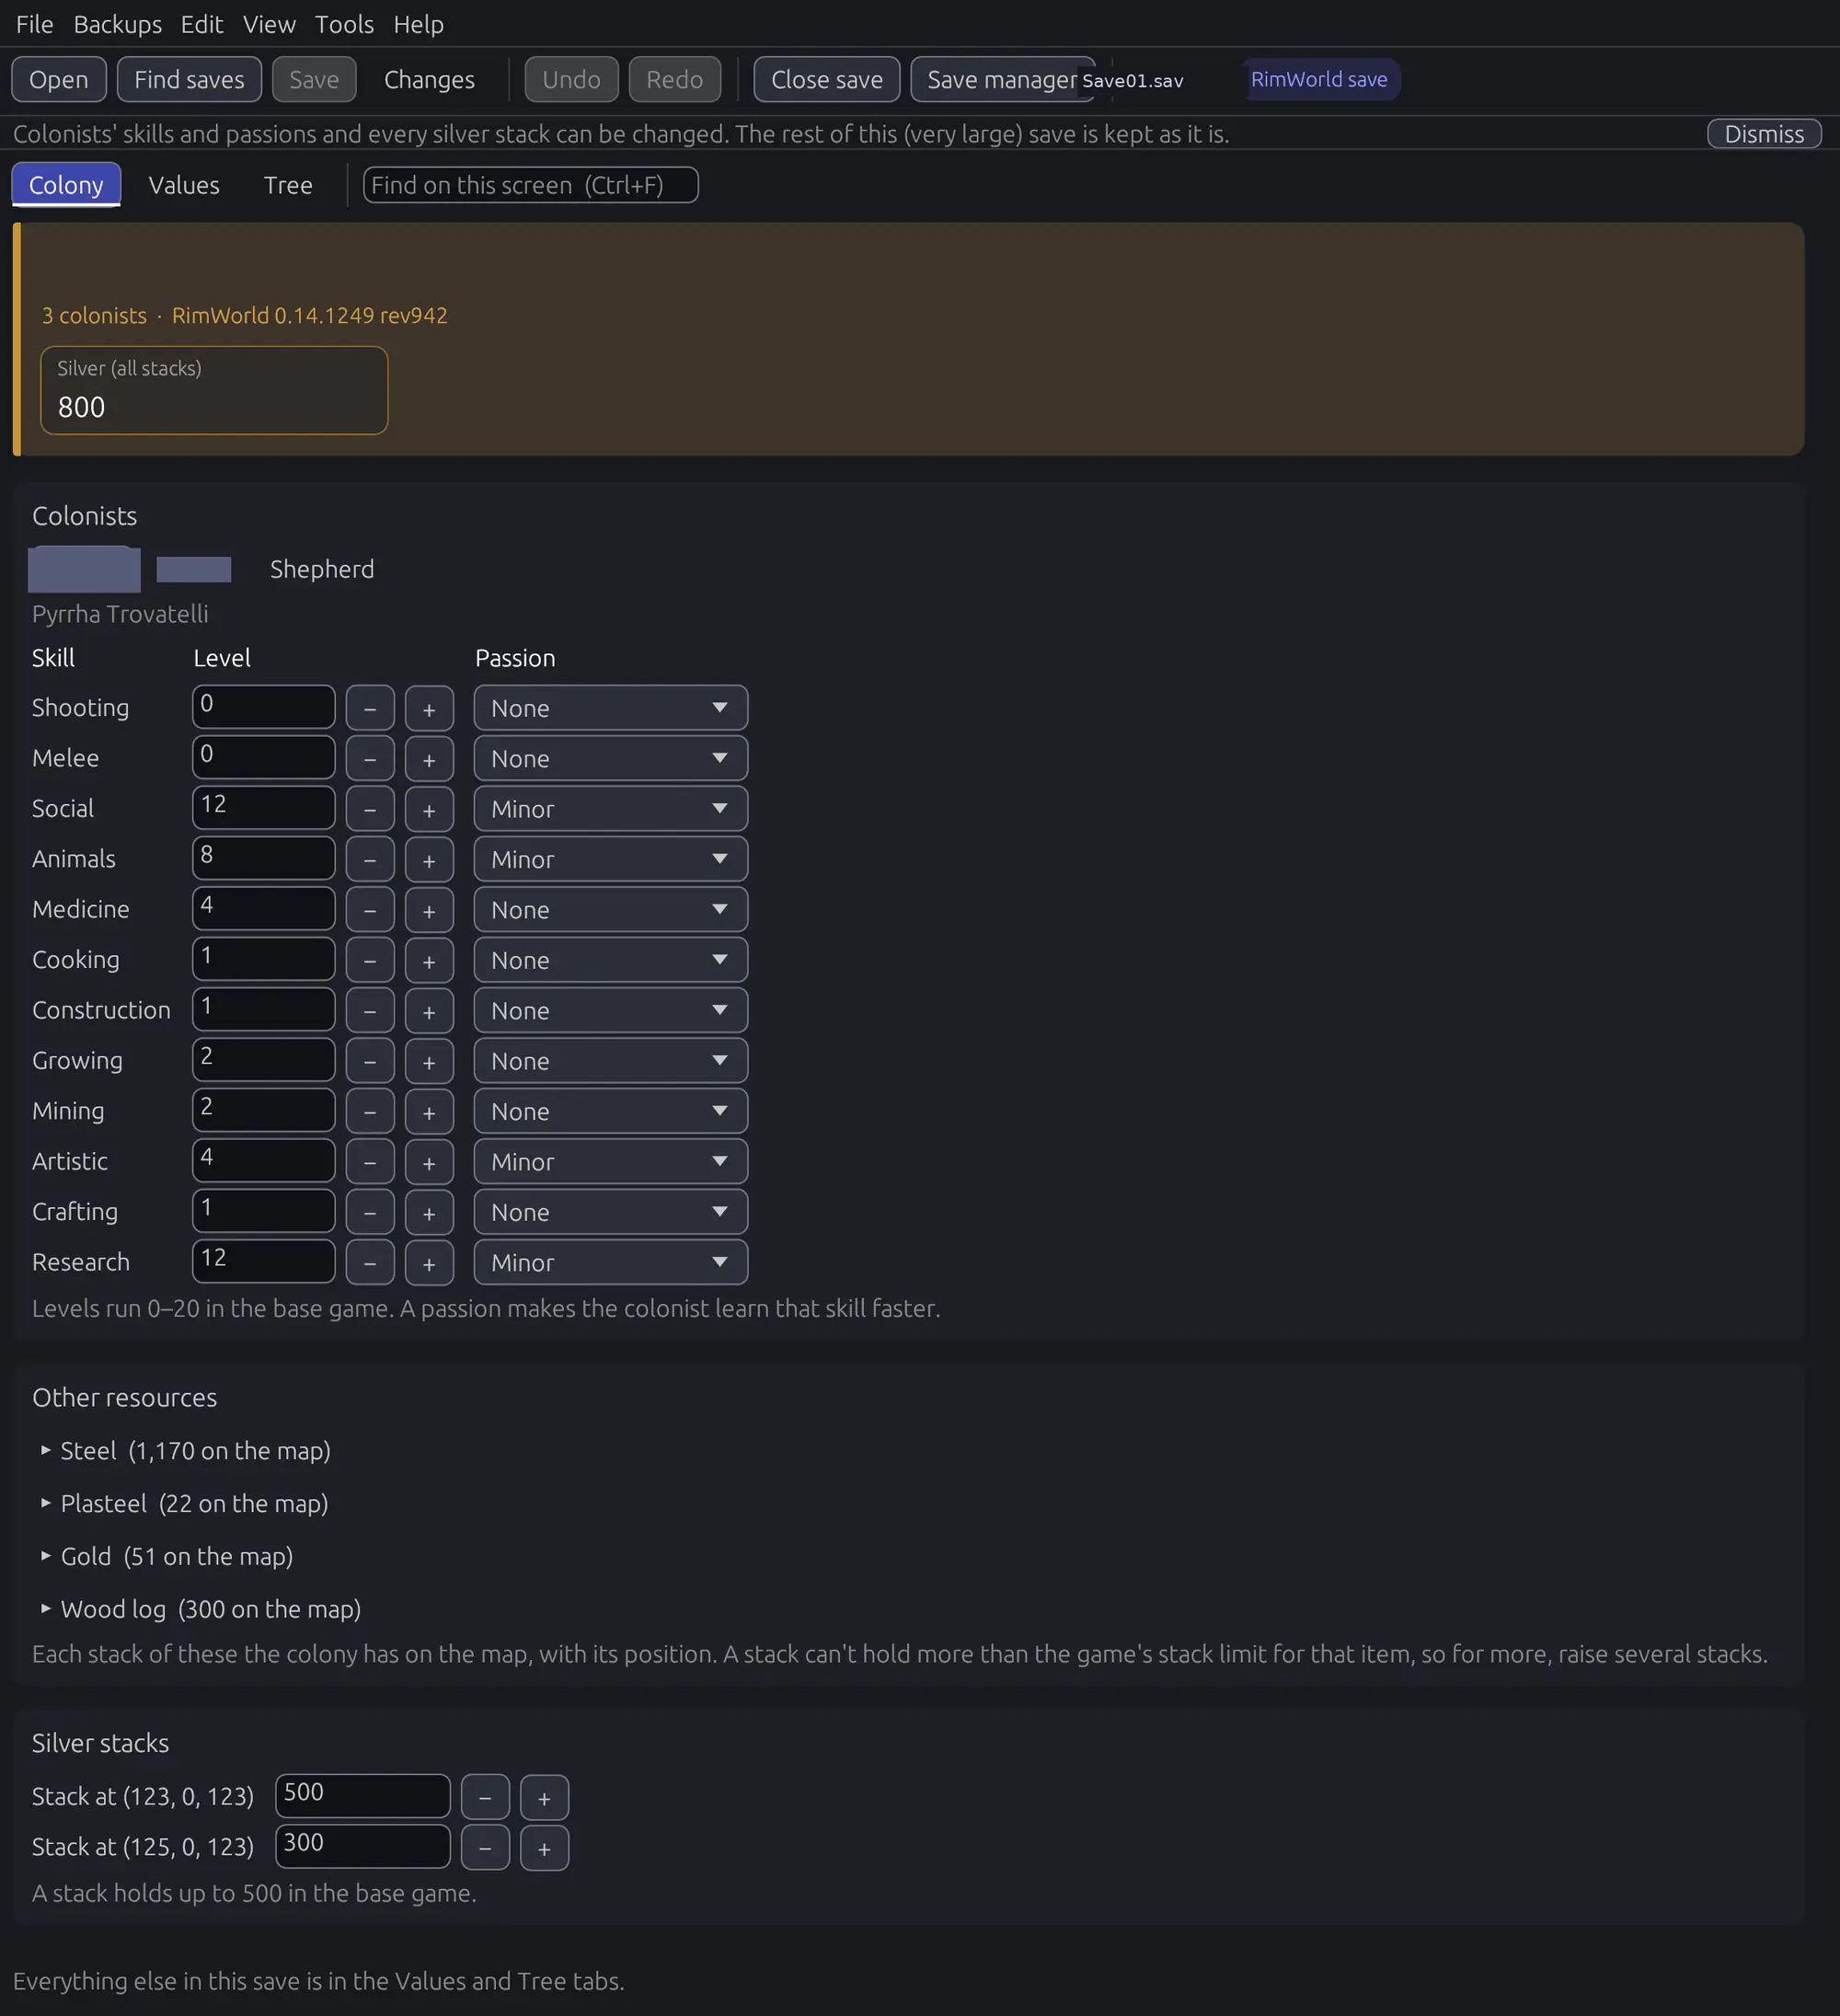 File Backups Edit View Tools Help
Open Find saves Save Changes Undo Redo Close save Save manager Save01.sav RimWorld save
Colonists' skills and passions and every silver stack can be changed. The rest of this (very large) save is kept as it is. Dismiss
Colony Values Tree Find on this screen (Ctrl+F)
3 colonists · RimWorld 0.14.1249 rev942
Silver (all stacks)
800
Colonists
Shepherd
Pyrrha Trovatelli
Skill Level Passion
Shooting 0 − + None
Melee 0 − + None
Social 12 − + Minor
Animals 8 − + Minor
Medicine 4 − + None
Cooking 1 − + None
Construction 1 − + None
Growing 2 − + None
Mining 2 − + None
Artistic 4 − + Minor
Crafting 1 − + None
Research 12 − + Minor
Levels run 0–20 in the base game. A passion makes the colonist learn that skill faster.
Other resources
Steel (1,170 on the map)
Plasteel (22 on the map)
Gold (51 on the map)
Wood log (300 on the map)
Each stack of these the colony has on the map, with its position. A stack can't hold more than the game's stack limit for that item, so for more, raise several stacks.
Silver stacks
Stack at (123, 0, 123) 500 − +
Stack at (125, 0, 123) 300 − +
A stack holds up to 500 in the base game.
Everything else in this save is in the Values and Tree tabs.